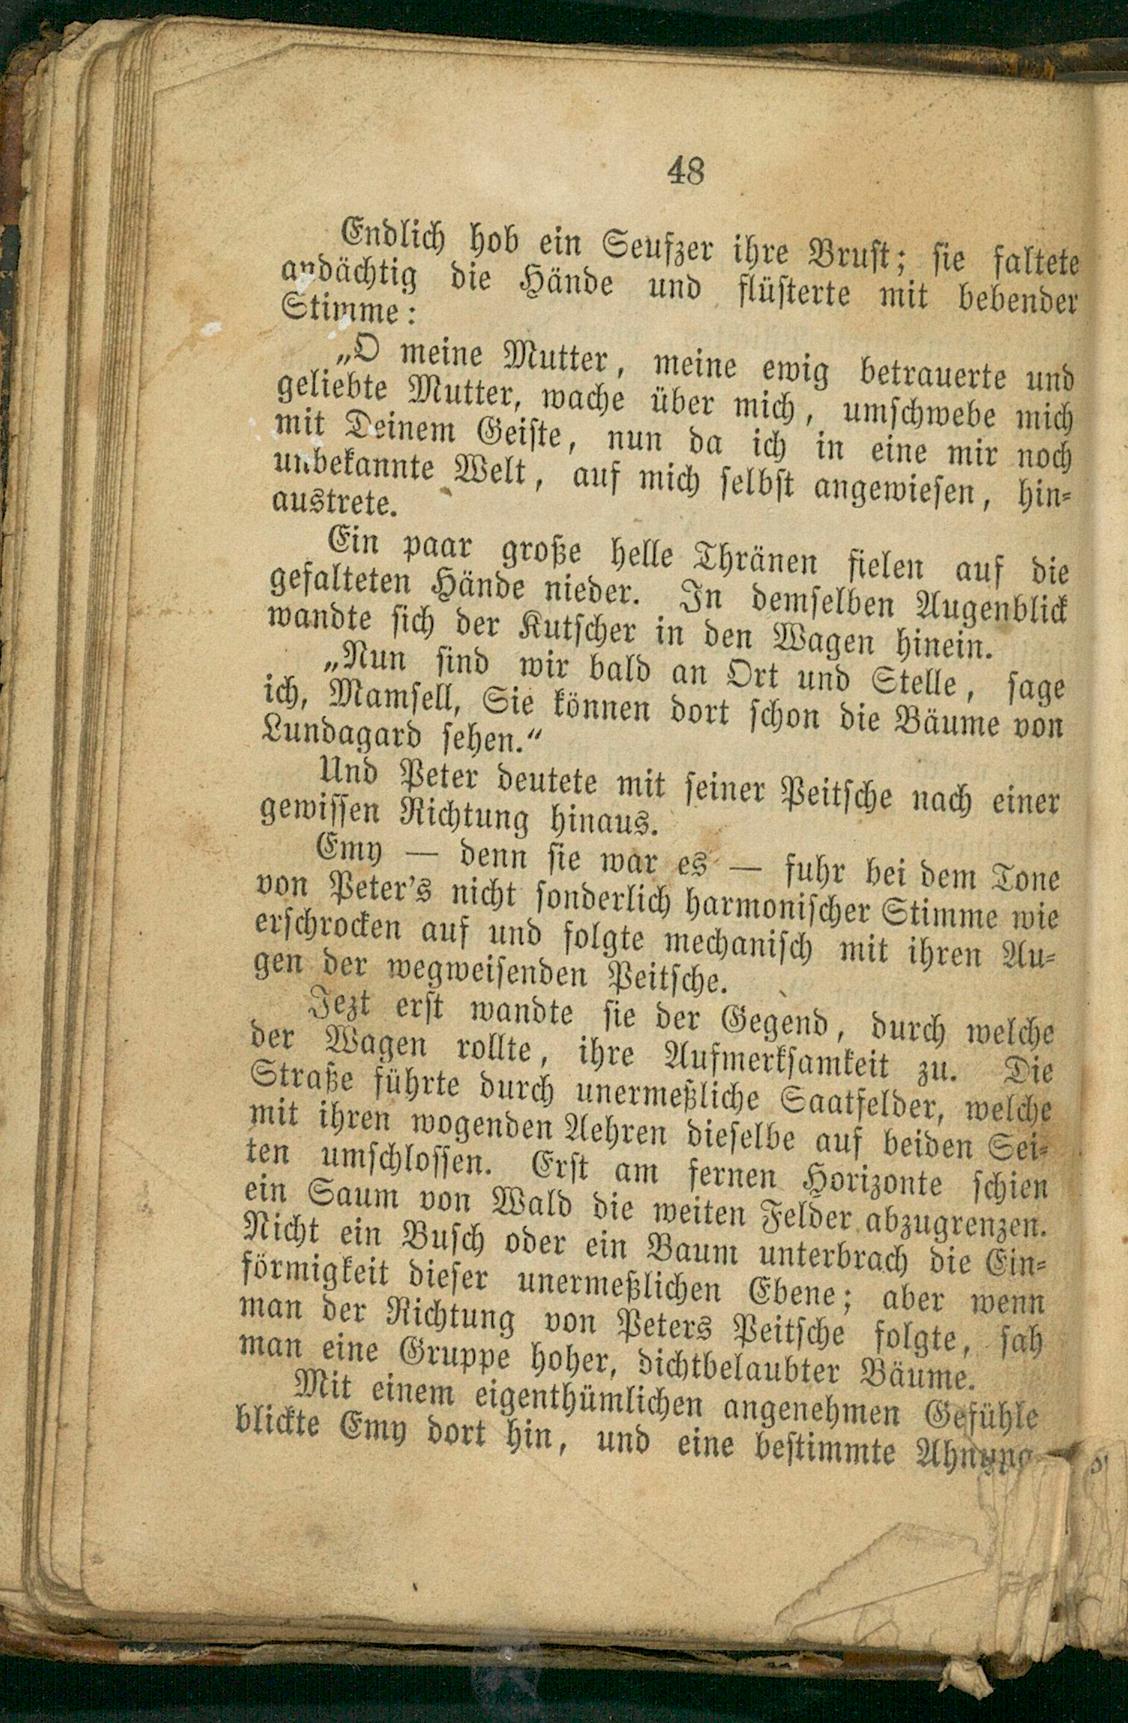 48
Endlich hob ein Seufzer ihre Brust; sie faltete
andächtig die Hände und flüsterte mit bebender
Stimme:
„O meine Mutter, meine ewig betrauerte und
geliebte Mutter, wache über mich, umschwebe mich
mit Deinem Geiste, nun da ich in eine mir noch
unbekannte Welt, auf mich selbst angewiesen, hin-
austrete.
Ein paar große helle Thränen fielen auf die
gefalteten Hände nieder. In demselben Augenblick
wandte sich der Kutscher in den Wagen hinein.
„Nun sind wir bald an Ort und Stelle, sage
ich, Mamsell, Sie können dort schon die Bäume von
Lundagard sehen.“
Und Peter deutete mit seiner Peitsche nach einer
gewissen Richtung hinaus.
Emy — denn sie war es — fuhr bei dem Tone
von Peter's nicht sonderlich harmonischer Stimme wie
erschrocken auf und folgte mechanisch mit ihren Au-
gen der wegweisenden Peitsche.
Jezt erst wandte sie der Gegend, durch welche
der Wagen rollte, ihre Aufmerksamkeit zu. Die
Straße führte durch unermeßliche Saatfelder, welche
mit ihren wogenden Aehren dieselbe auf beiden Sei-
ten umschlossen. Erst am fernen Horizonte schien
ein Saum von Wald die weiten Felder abzugrenzen.
Nicht ein Busch oder ein Baum unterbrach die Ein-
förmigkeit dieser unermeßlichen Ebene; aber wenn
man der Richtung von Peters Peitsche folgte, sah
man eine Gruppe hoher, dichtbelaubter Bäume.
Mit einem eigenthümlichen angenehmen Gefühle
blickte Emy dort hin, und eine bestimmte Ahnung